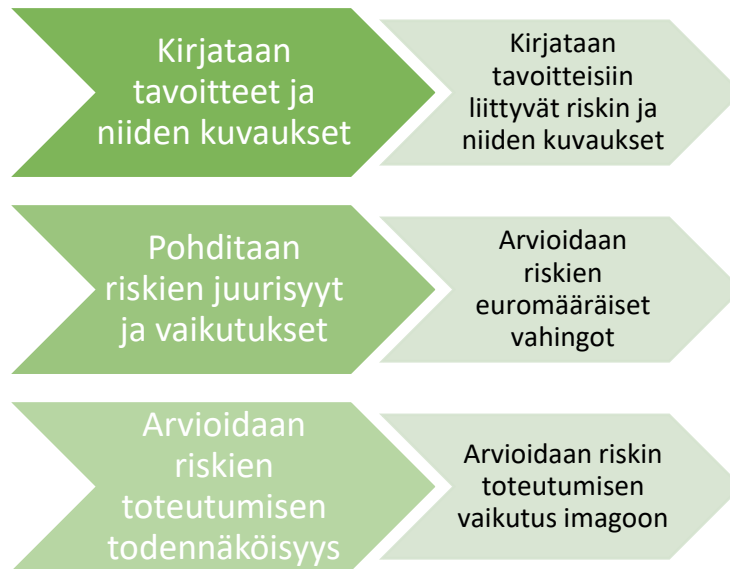 Kirjataan
tavoitteet ja
niiden kuvaukset
Kirjataan
tavoitteisiin
liittyvät riskin ja
niiden kuvaukset
Pohditaan
riskien juurisyyt
ja vaikutukset
Arvioidaan
riskien
euromääräiset
vahingot
Arvioidaan
riskien
toteutumisen
todennäköisyys
Arvioidaan riskin
toteutumisen
vaikutus imagoon